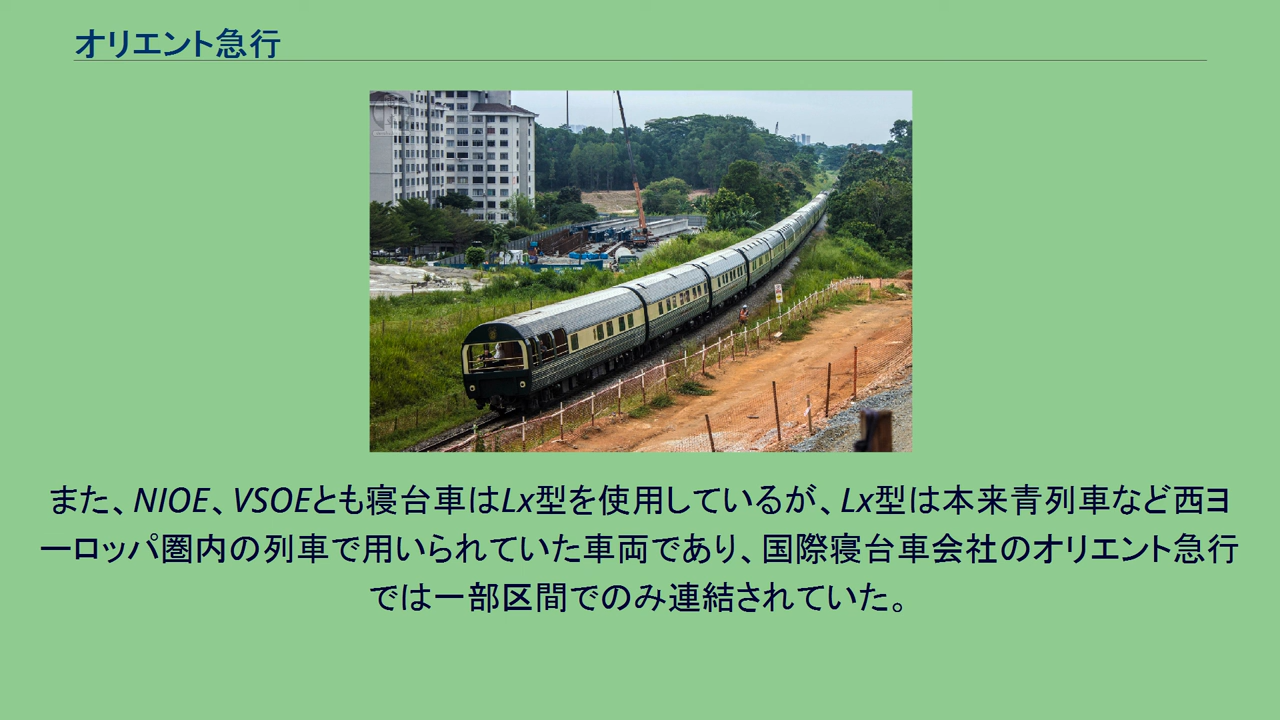 オリエント急行
また、NIOE、VSOEとも寝台車はLx型を使用しているが、Lx型は本来青列車など西ヨ
ーロッパ圏内の列車で用いられていた車両であり、国際寝台車会社のオリエント急行
では一部区間でのみ連結されていた。